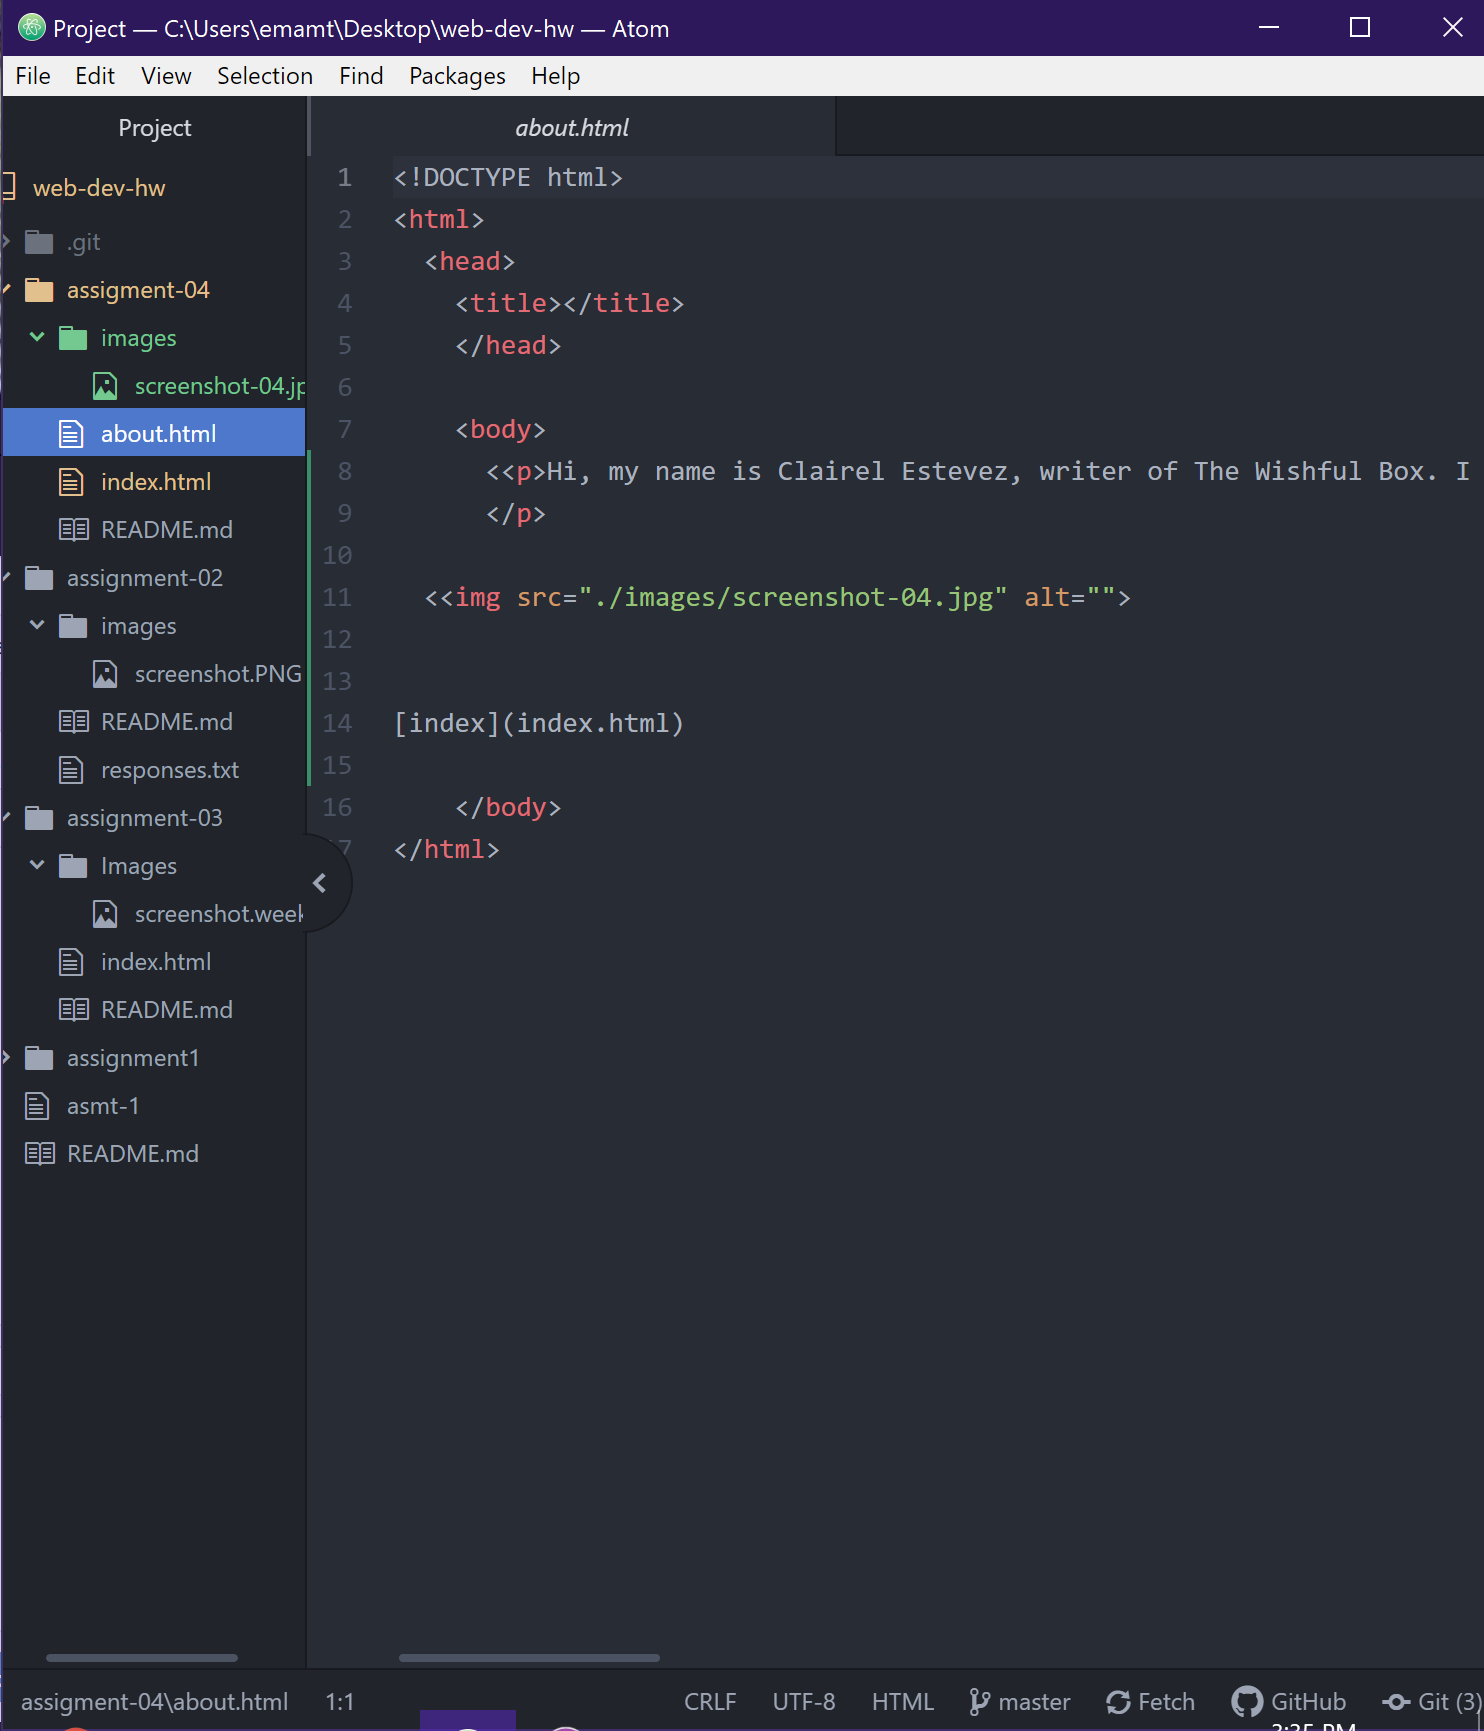 Project — C:\Users\emamt\Desktop\web-dev-hw — Atom
File Edit View Selection Find Packages Help
Project
web-dev-hw
.git
assigment-04
images
screenshot-04.jp
about.html
index.html
README.md
assignment-02
images
screenshot.PNG
README.md
responses.txt
assignment-03
Images
screenshot.week
index.html
README.md
assignment1
asmt-1
README.md
about.html
1 <!DOCTYPE html>
2 <html>
3 <head>
4 <title></title>
5 </head>
6
7 <body>
8 <<p>Hi, my name is Clairel Estevez, writer of The Wishful Box. I
9 </p>
10
11 <<img src="./images/screenshot-04.jpg" alt="">
12
13
14 [index](index.html)
15
16 </body>
7 </html>
assigment-04\about.html 1:1 CRLF UTF-8 HTML master Fetch GitHub Git (3)
3:35 PM